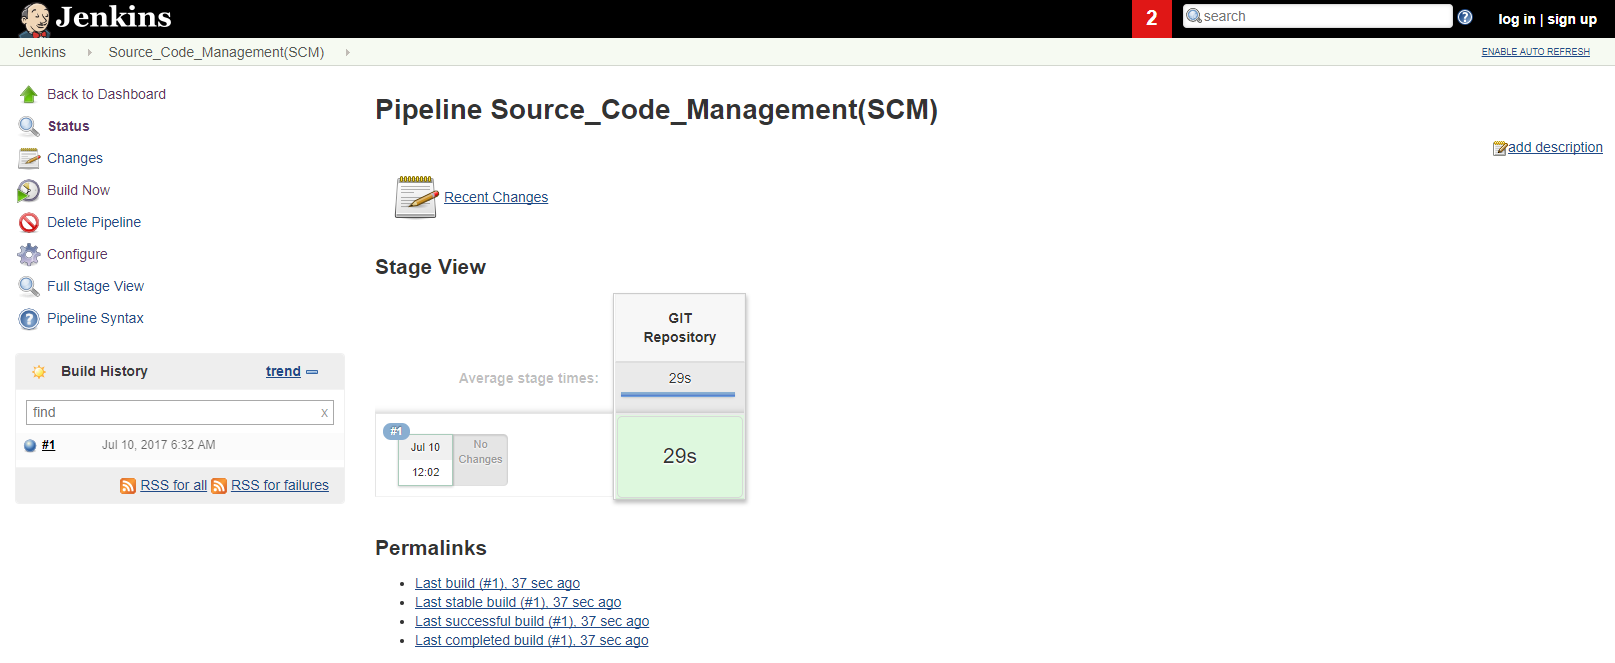 Jenkins
2
search
log in | sign up
Jenkins
Source_Code_Management(SCM)
ENABLE AUTO REFRESH
Back to Dashboard
Status
Changes
Build Now
Delete Pipeline
Configure
Full Stage View
Pipeline Syntax
Build History
trend
find
x
#1
Jul 10, 2017 6:32 AM
RSS for all
RSS for failures
Pipeline Source_Code_Management(SCM)
add description
Recent Changes
Stage View
GIT
Repository
Average stage times:
29s
#1
Jul 10
12:02
No
Changes
29s
Permalinks
Last build (#1), 37 sec ago
Last stable build (#1), 37 sec ago
Last successful build (#1), 37 sec ago
Last completed build (#1), 37 sec ago